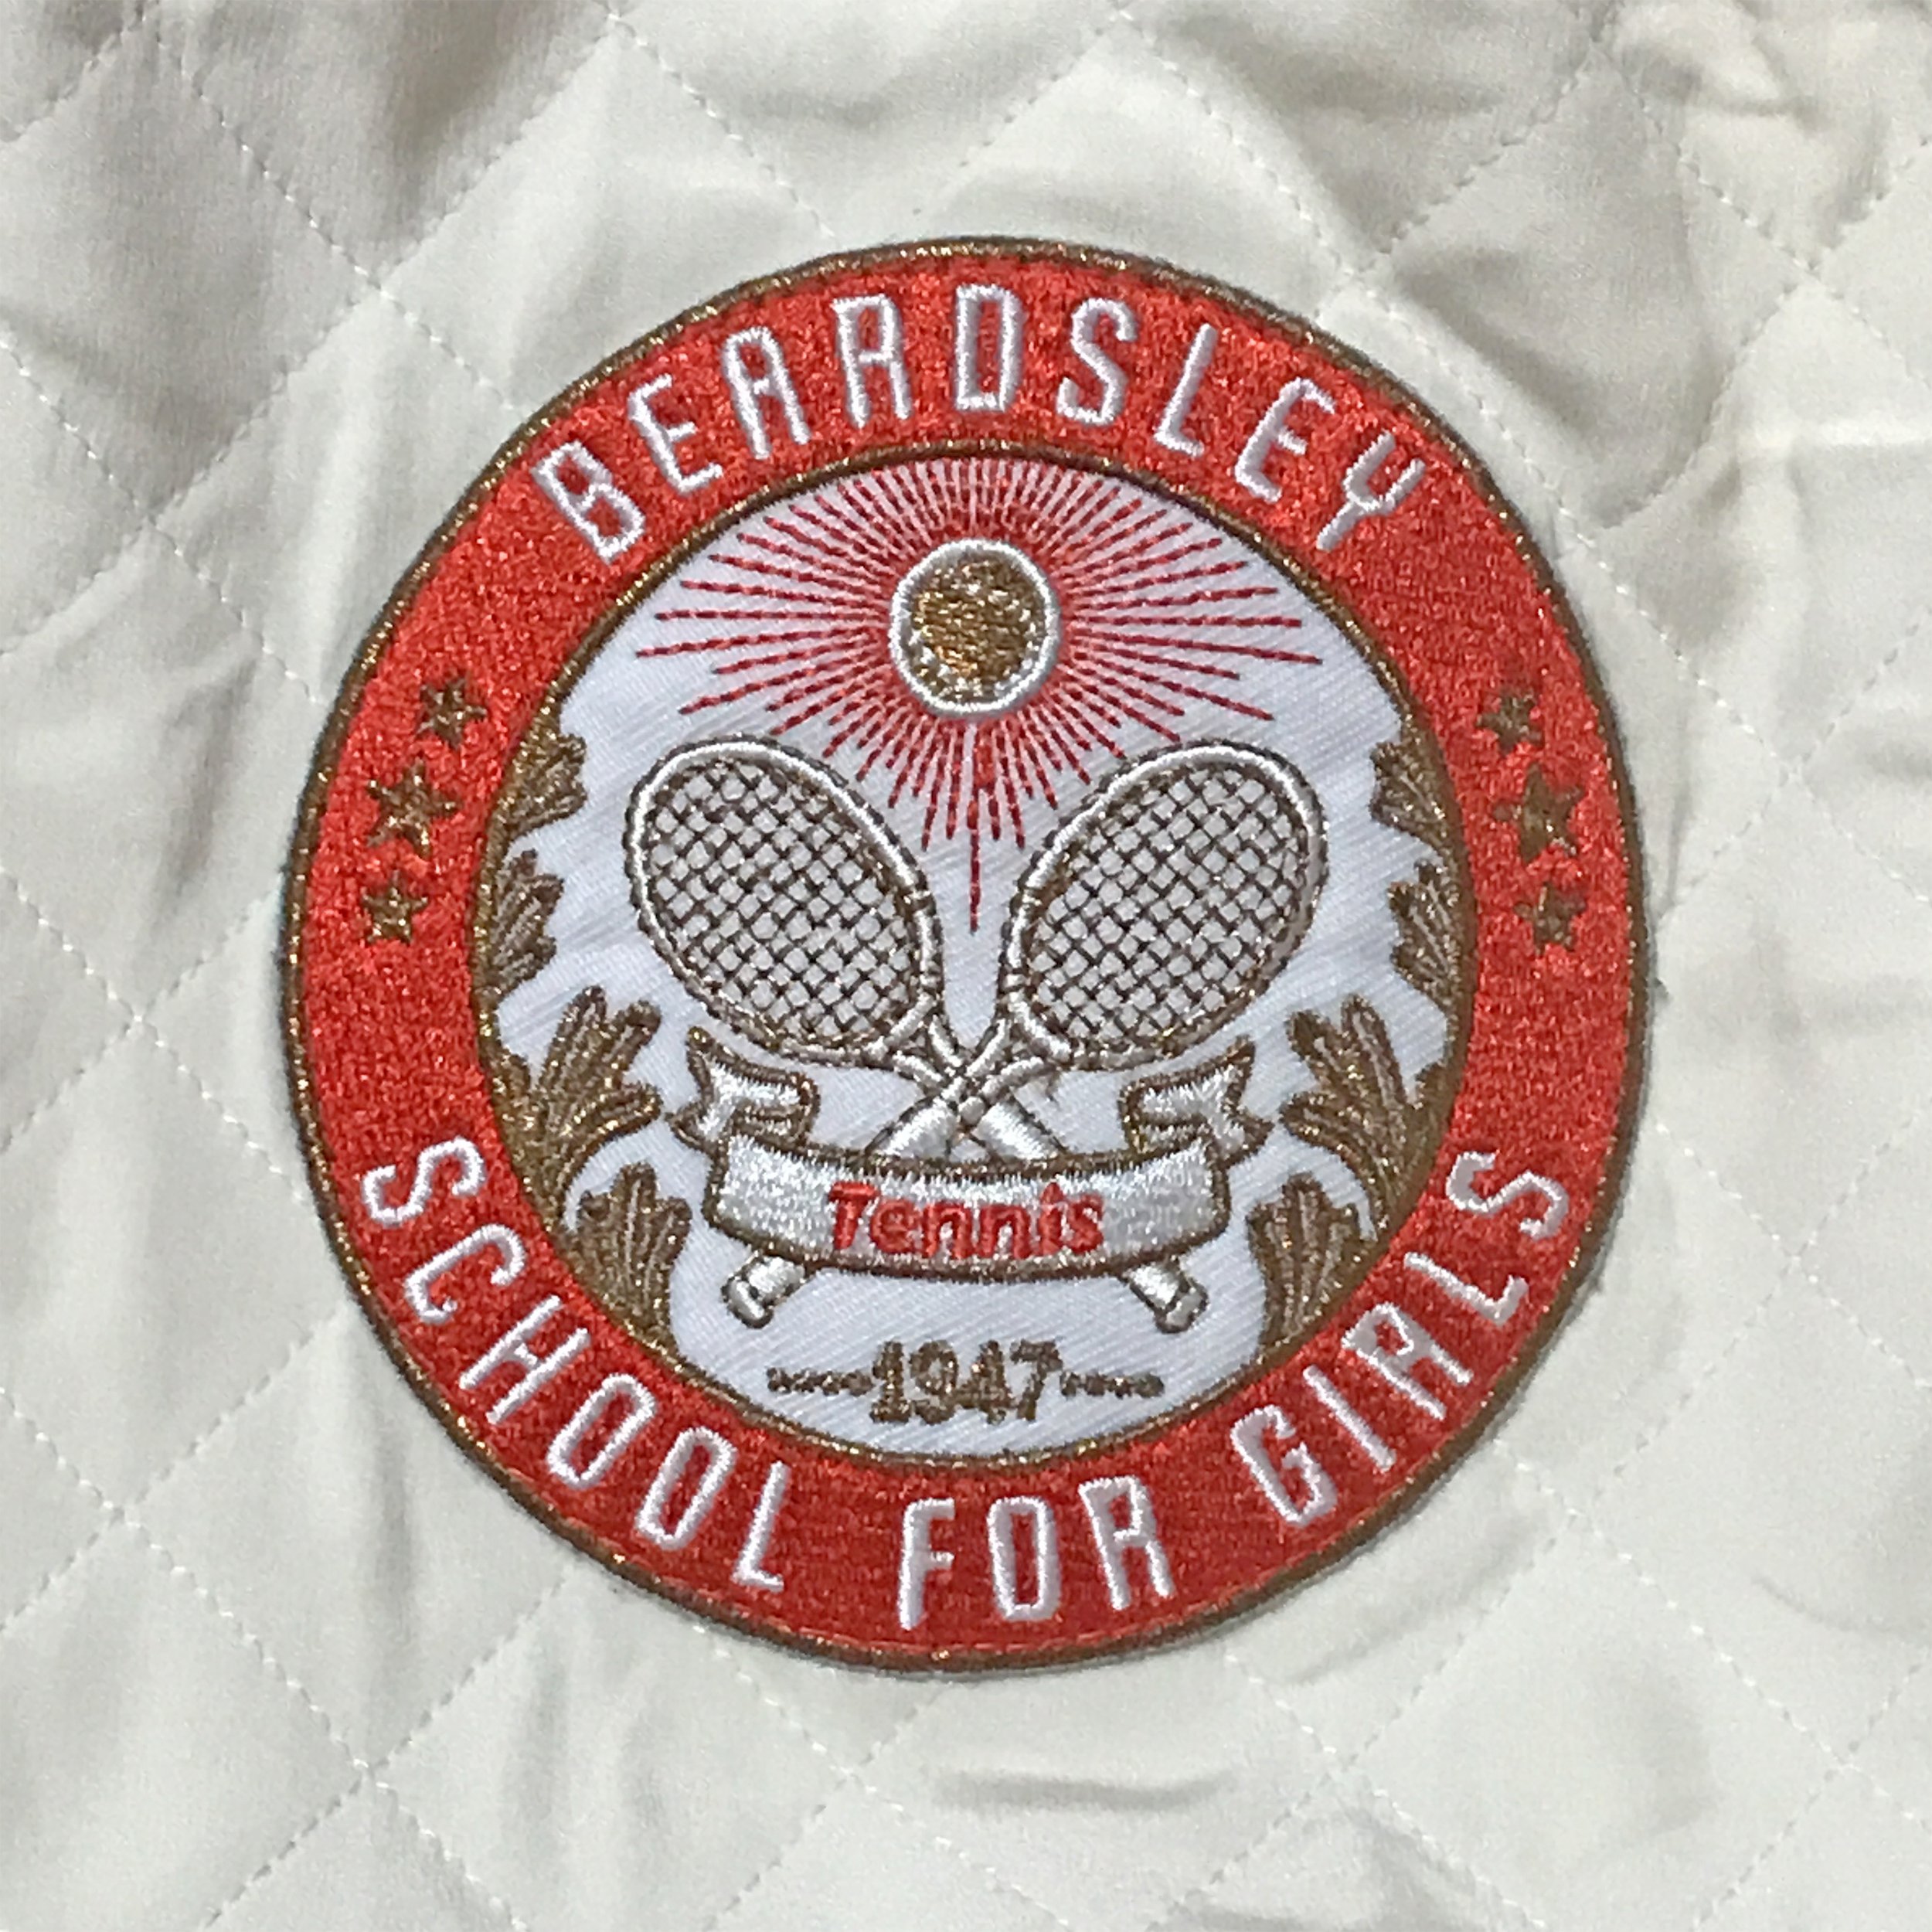 BEARDSLEY
Tennis
1947
SCHOOL FOR GIRLS